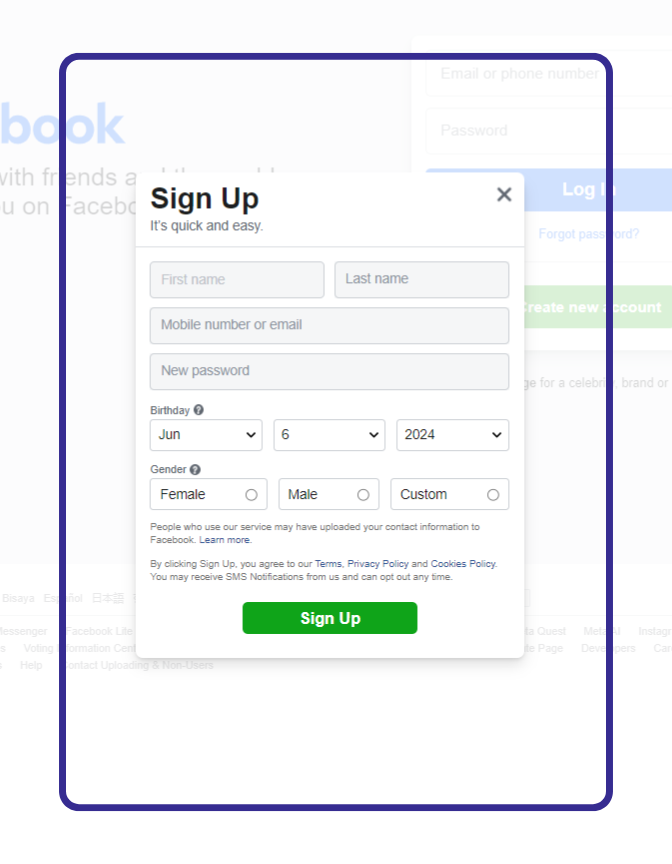 Email or phone number
Password
book
with friends a
Log In
u on Facebo
Forgot password?
Sign Up
It's quick and easy.
First name
Last name
Create new account
Mobile number or email
New password
ge for a celebrity, brand or
Birthday
Jun
6
2024
Gender
Female
Male
Custom
People who use our service may have uploaded your contact information to
Facebook. Learn more.
By clicking Sign Up, you agree to our Terms, Privacy Policy and Cookies Policy.
You may receive SMS Notifications from us and can opt out any time.
Bisaya Español 日本語
Sign Up
Messenger Facebook Lite Meta Quest Meta AI Instagr
s Voting Information Cent te Page Developers Car
s Help Contact Uploading & Non-Users